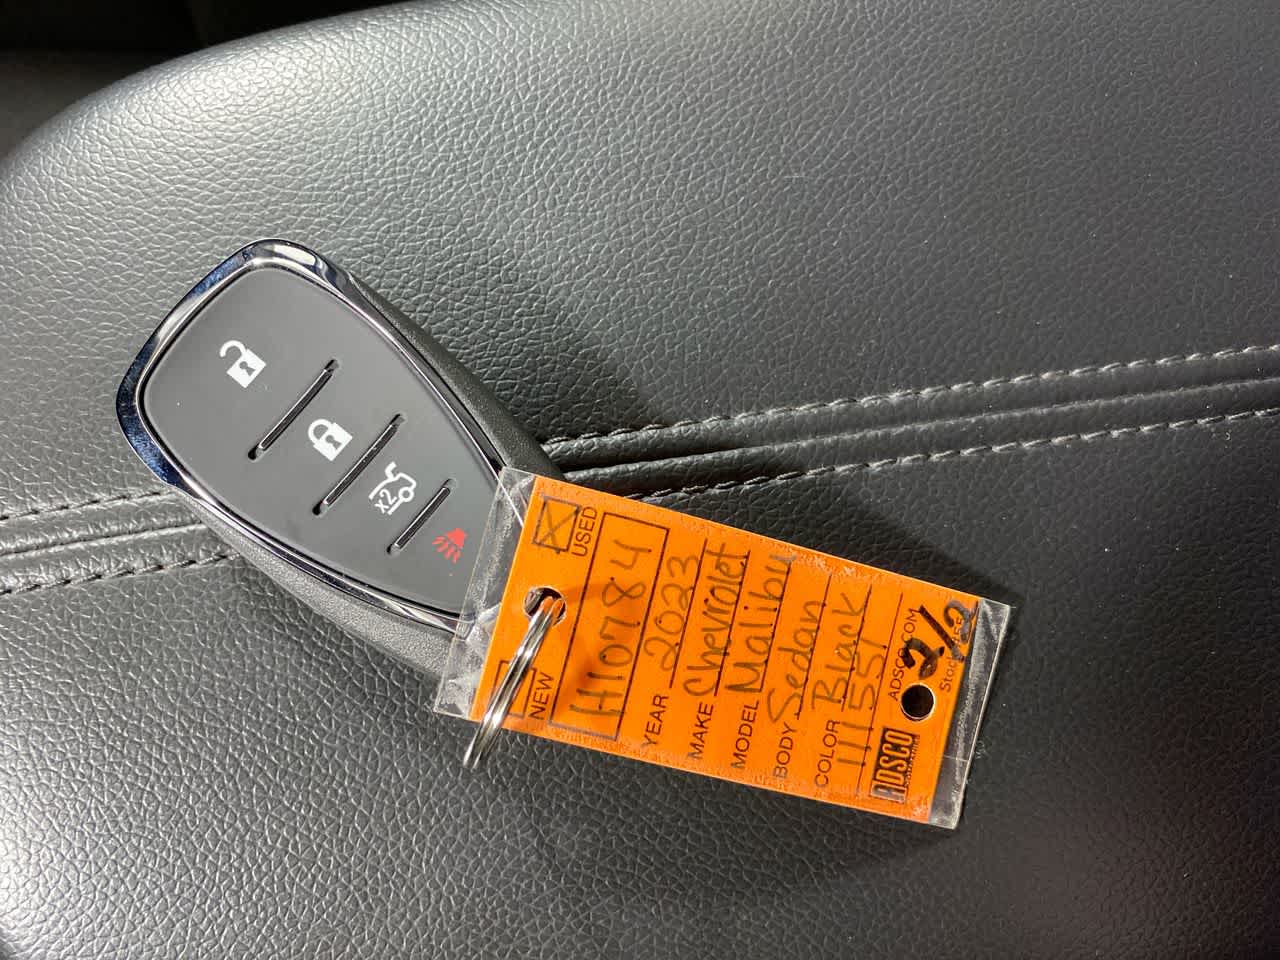 x2
USED
NEW
H10784
YEAR 2023
MAKE Chevrolet
MODEL Malibu
BODY Sedan
COLOR Black
111551
ADSCO ADSCO.COM
2/2